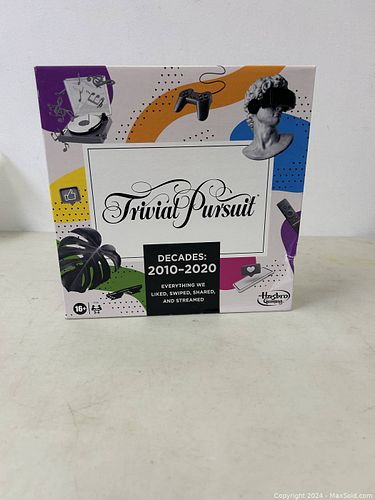 Trivial Pursuit
DECADES:
2010-2020
EVERYTHING WE
LIKED, SWIPED, SHARED,
AND STREAMED
16+
Hasbro
Gaming
Copyright 2024 - MaxSold.com